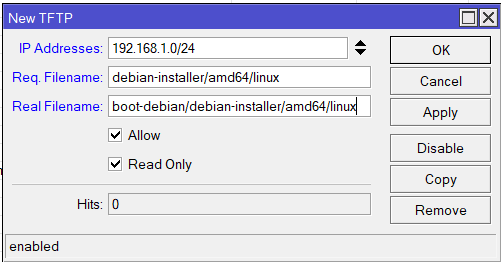 New TFTP
IP Addresses: 192.168.1.0/24 OK
Req. Filename: debian-installer/amd64/linux Cancel
Real Filename: boot-debian/debian-installer/amd64/linux Apply
Allow
Disable
Read Only
Copy
Hits: 0 Remove
enabled